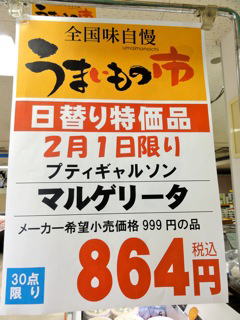 全国味自慢
umaimonoichi
うまいもの市
日替り特価品
2月1日限り
プティギャルソン
マルゲリータ
メーカー希望小売価格 999 円の品
30点
限り
864円
税込